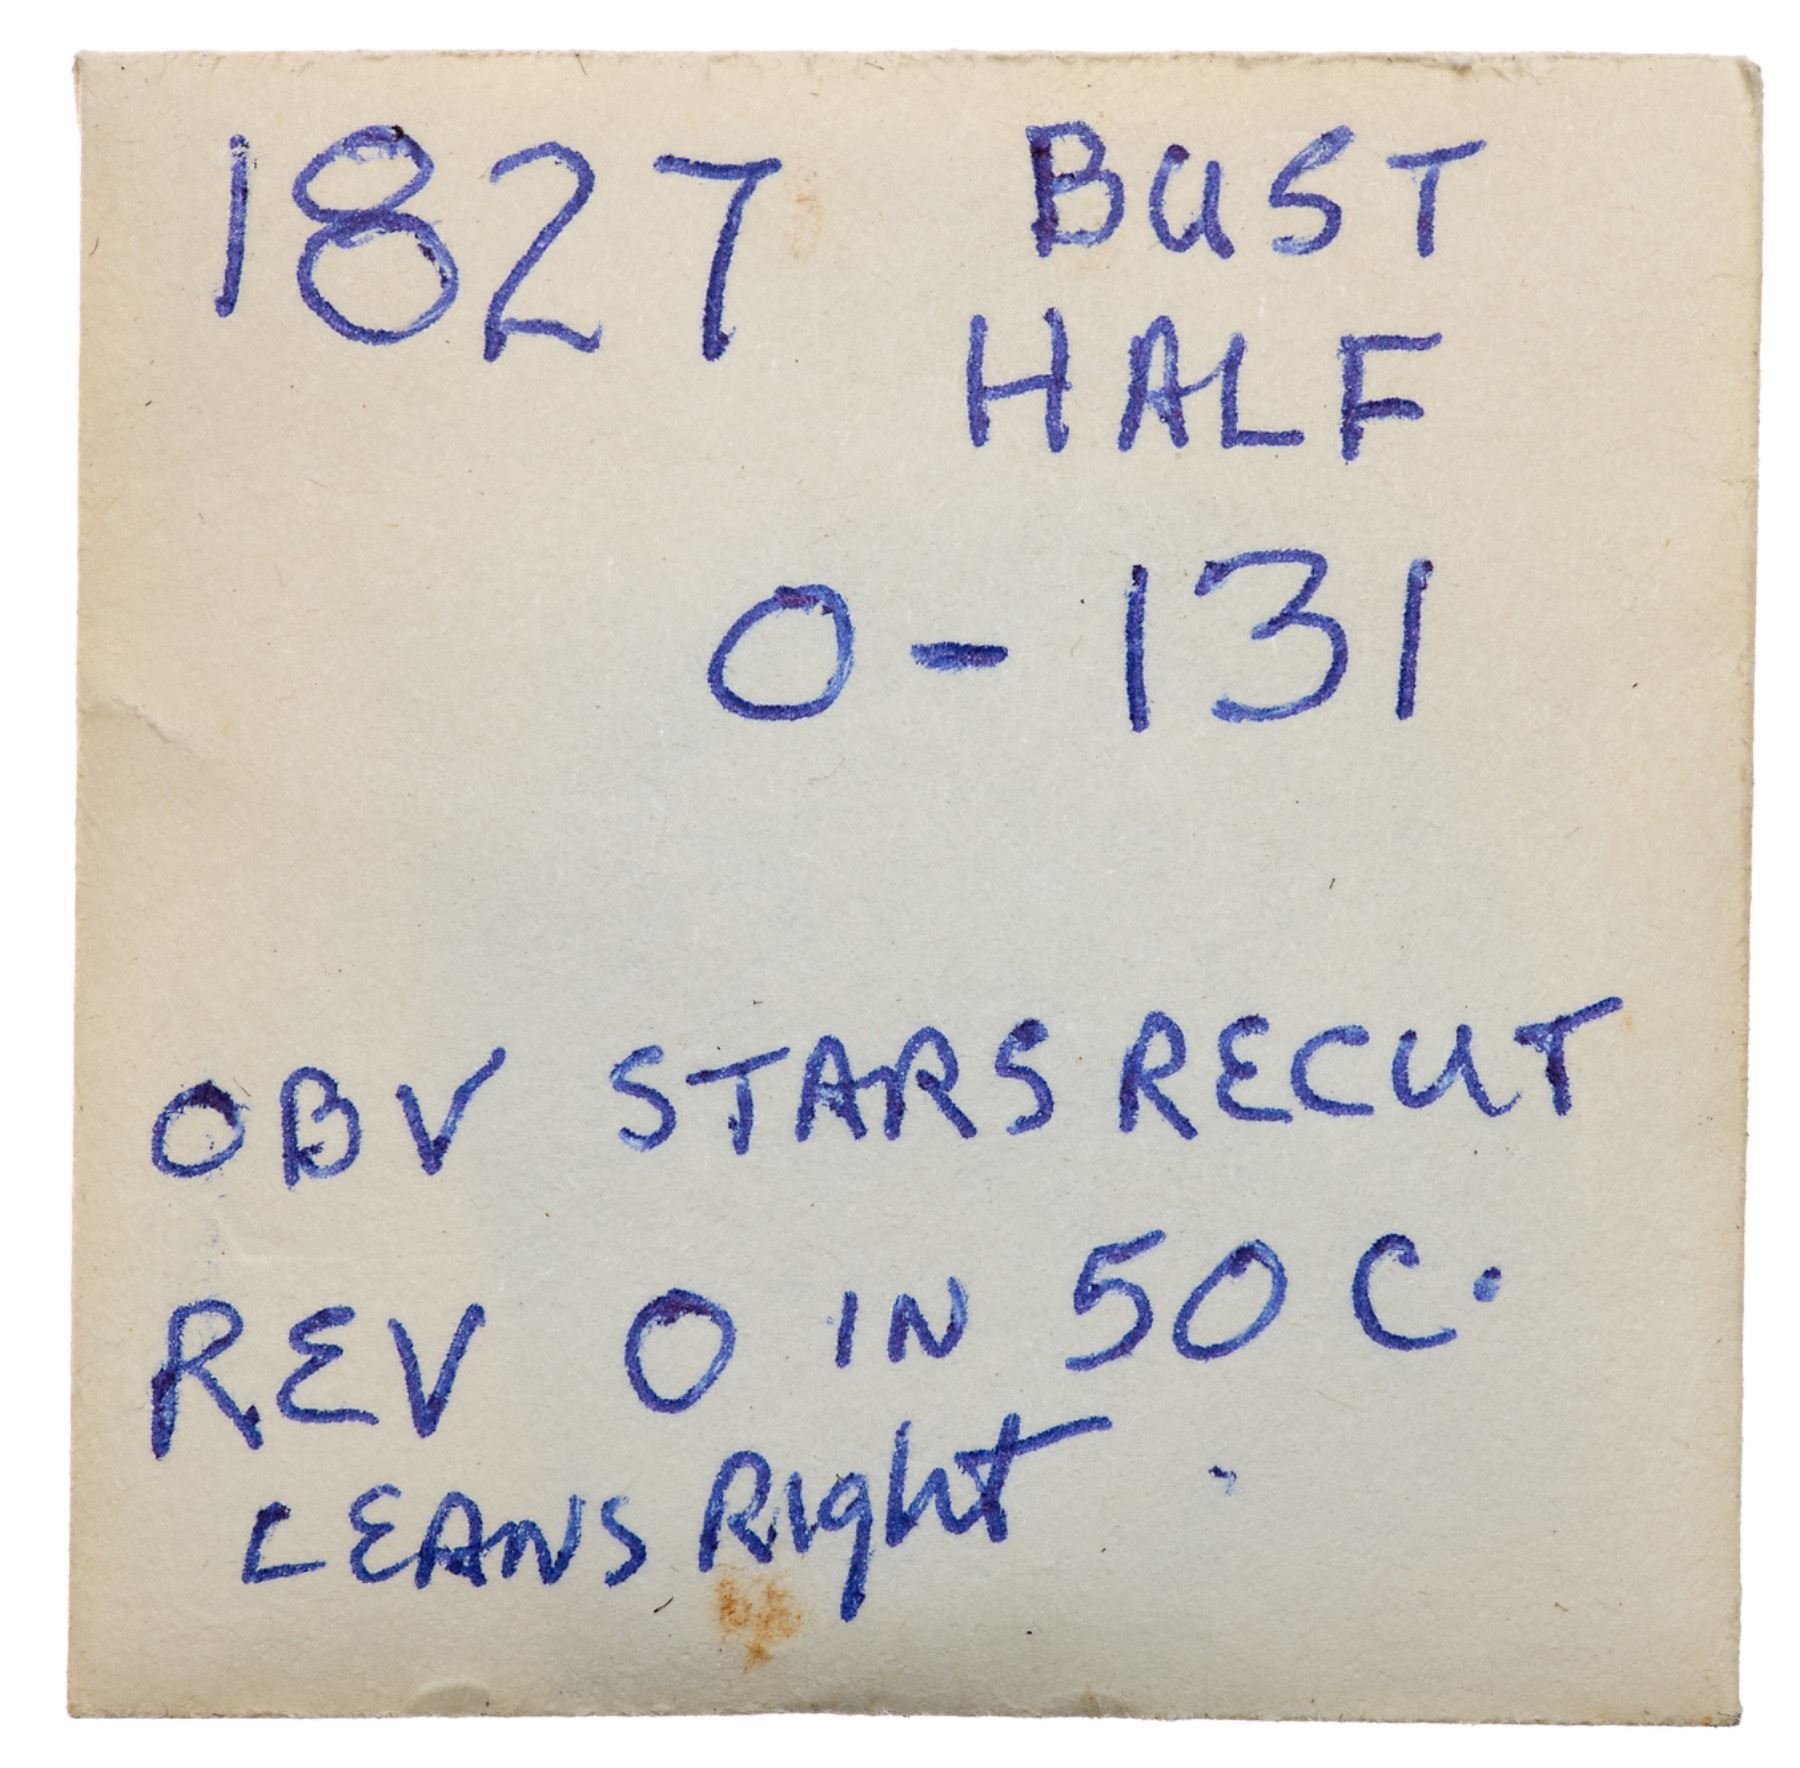 1827 BUST
HALF
O-131
OBV STARS RECUT
REV O IN 50 C.
LEANS Right